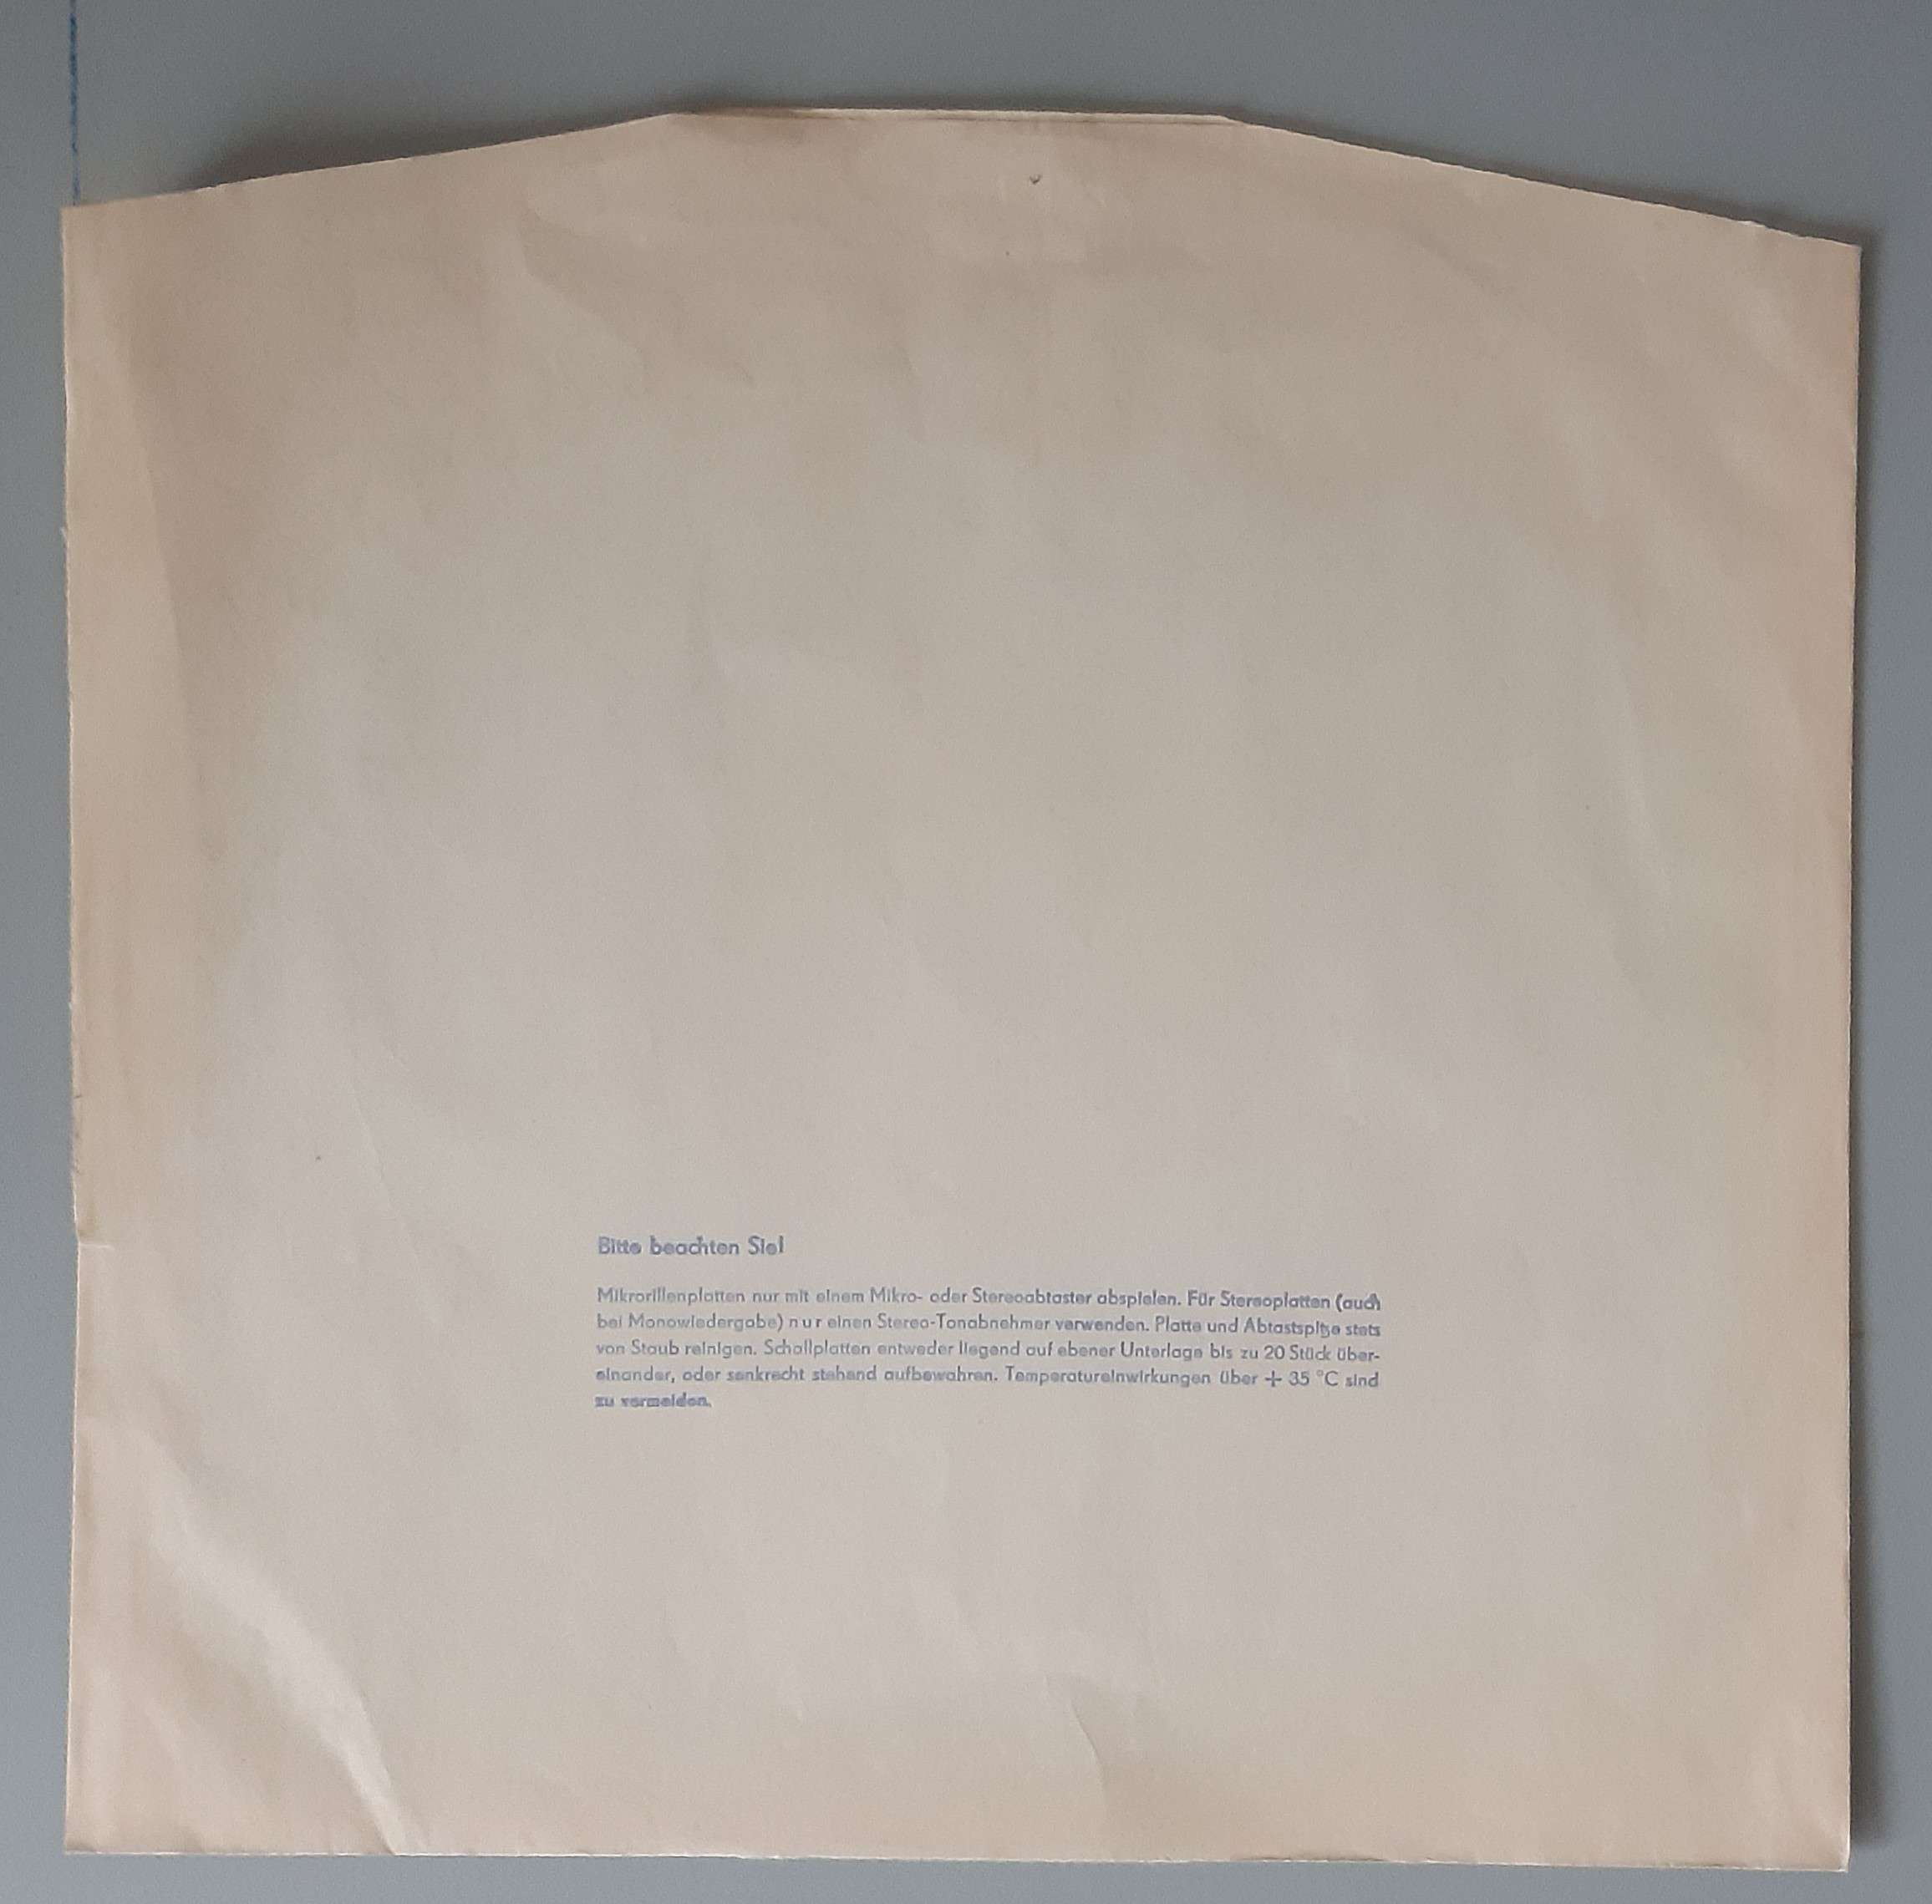 Bitte beachten Sie!
Mikrorillenplatten nur mit einem Mikro- oder Stereoabtaster abspielen. Für Stereoplatten (auch
bei Monowiedergabe) nur einen Stereo-Tonabnehmer verwenden. Platte und Abtastspitze stets
von Staub reinigen. Schallplatten entweder liegend auf ebener Unterlage bis zu 20 Stück über-
einander, oder senkrecht stehend aufbewahren. Temperatureinwirkungen über + 35 °C sind
zu vermeiden.